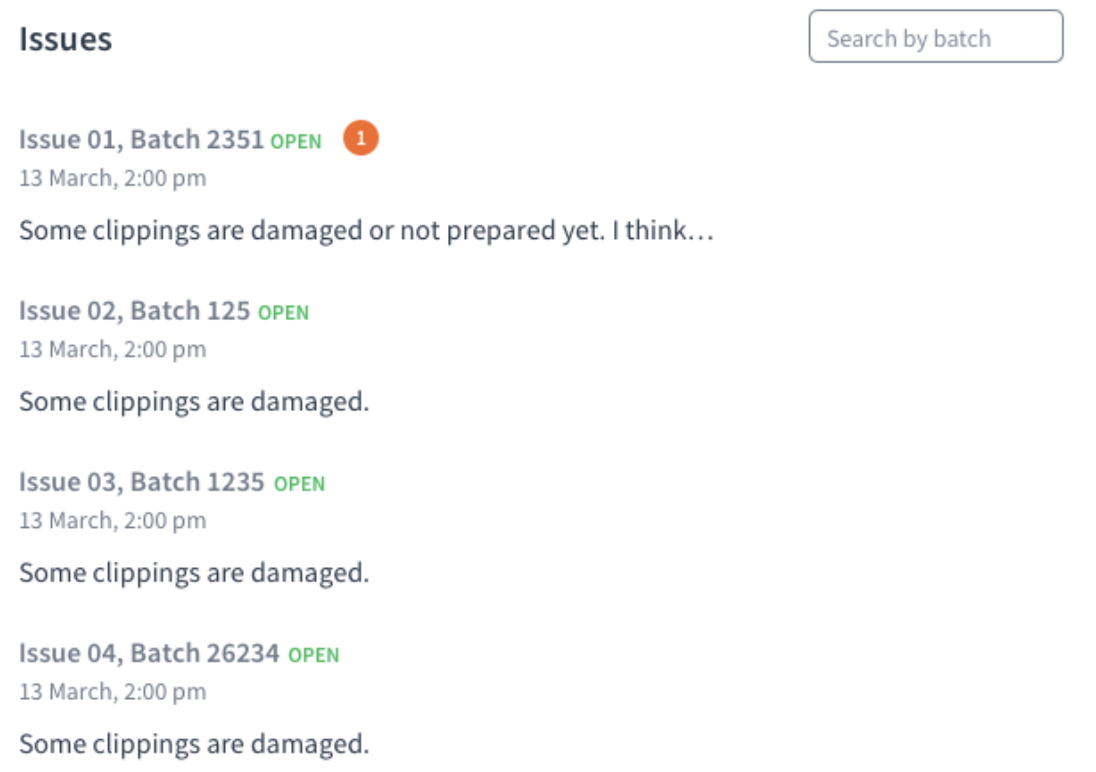 Issues
Search by batch
Issue 01, Batch 2351 OPEN 1
13 March, 2:00 pm
Some clippings are damaged or not prepared yet. I think…
Issue 02, Batch 125 OPEN
13 March, 2:00 pm
Some clippings are damaged.
Issue 03, Batch 1235 OPEN
13 March, 2:00 pm
Some clippings are damaged.
Issue 04, Batch 26234 OPEN
13 March, 2:00 pm
Some clippings are damaged.